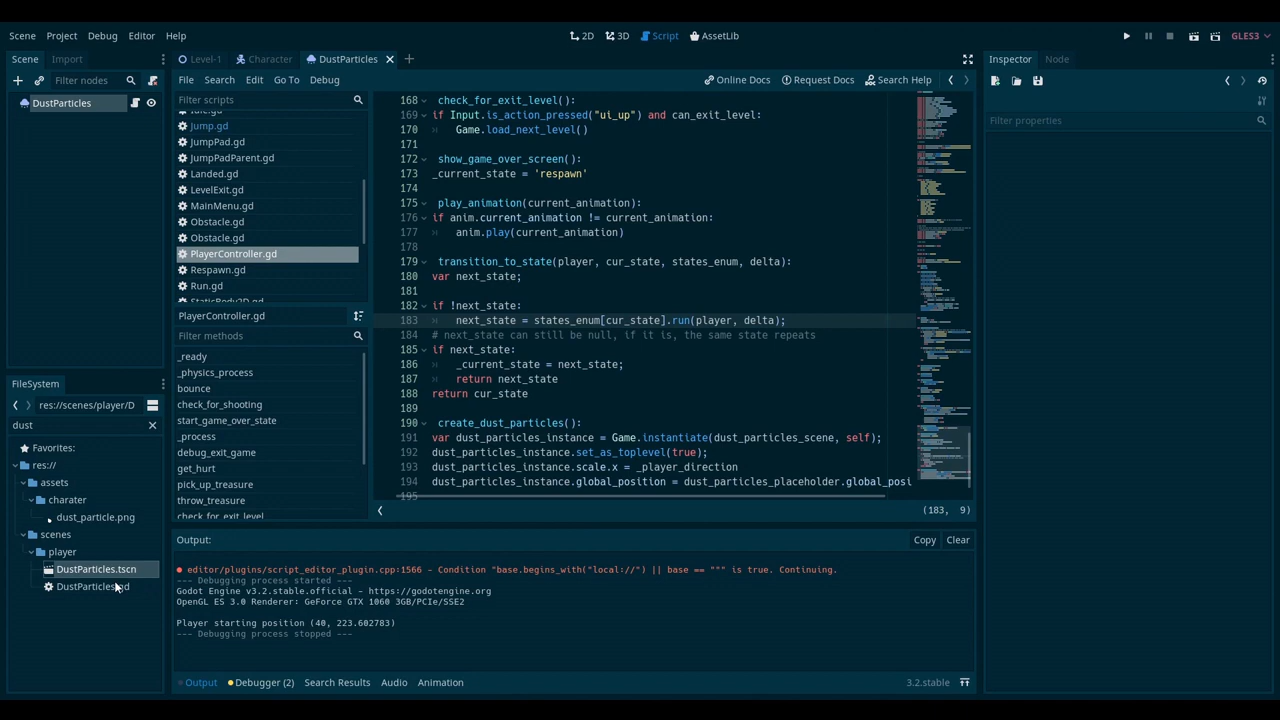 Scene Project Debug Editor Help
2D 3D Script AssetLib
GLES3
Scene Import
Filter nodes
DustParticles
Level-1 Character DustParticles
File Search Edit Go To Debug
Online Docs Request Docs Search Help
Filter scripts
Jump.gd
JumpPad.gd
JumpPadParent.gd
Landed.gd
LevelExit.gd
MainMenu.gd
Obstacle.gd
Obstacle.gd
PlayerController.gd
Respawn.gd
Run.gd
StaticBody2D.gd
PlayerController.gd
Filter methods
_ready
_physics_process
bounce
check_for_shooting
start_game_over_state
_process
debug_exit_game
get_hurt
pick_up_treasure
throw_treasure
check_for_exit_level
168 check_for_exit_level():
169 if Input.is_action_pressed("ui_up") and can_exit_level:
170 Game.load_next_level()
171
172 show_game_over_screen():
173 _current_state = 'respawn'
174
175 play_animation(current_animation):
176 if anim.current_animation != current_animation:
177 anim.play(current_animation)
178
179 transition_to_state(player, cur_state, states_enum, delta):
180 var next_state;
181
182 if !next_state:
183 next_state = states_enum[cur_state].run(player, delta);
184 # next_state can still be null, if it is, the same state repeats
185 if next_state:
186 _current_state = next_state;
187 return next_state
188 return cur_state
189
190 create_dust_particles():
191 var dust_particles_instance = Game.instantiate(dust_particles_scene, self);
192 dust_particles_instance.set_as_toplevel(true);
193 dust_particles_instance.scale.x = _player_direction
194 dust_particles_instance.global_position = dust_particles_placeholder.global_posi
195
(183, 9)
FileSystem
res://scenes/player/D
dust
Favorites:
res://
assets
charater
dust_particle.png
scenes
player
DustParticles.tscn
DustParticles.gd
Output:
Copy Clear
editor/plugins/script_editor_plugin.cpp:1566 - Condition "base.begins_with("local://") || base == """ is true. Continuing.
--- Debugging process started ---
Godot Engine v3.2.stable.official - https://godotengine.org
OpenGL ES 3.0 Renderer: GeForce GTX 1060 3GB/PCIe/SSE2
Player starting position (40, 223.602783)
--- Debugging process stopped ---
Output Debugger (2) Search Results Audio Animation
3.2.stable
Inspector Node
Filter properties